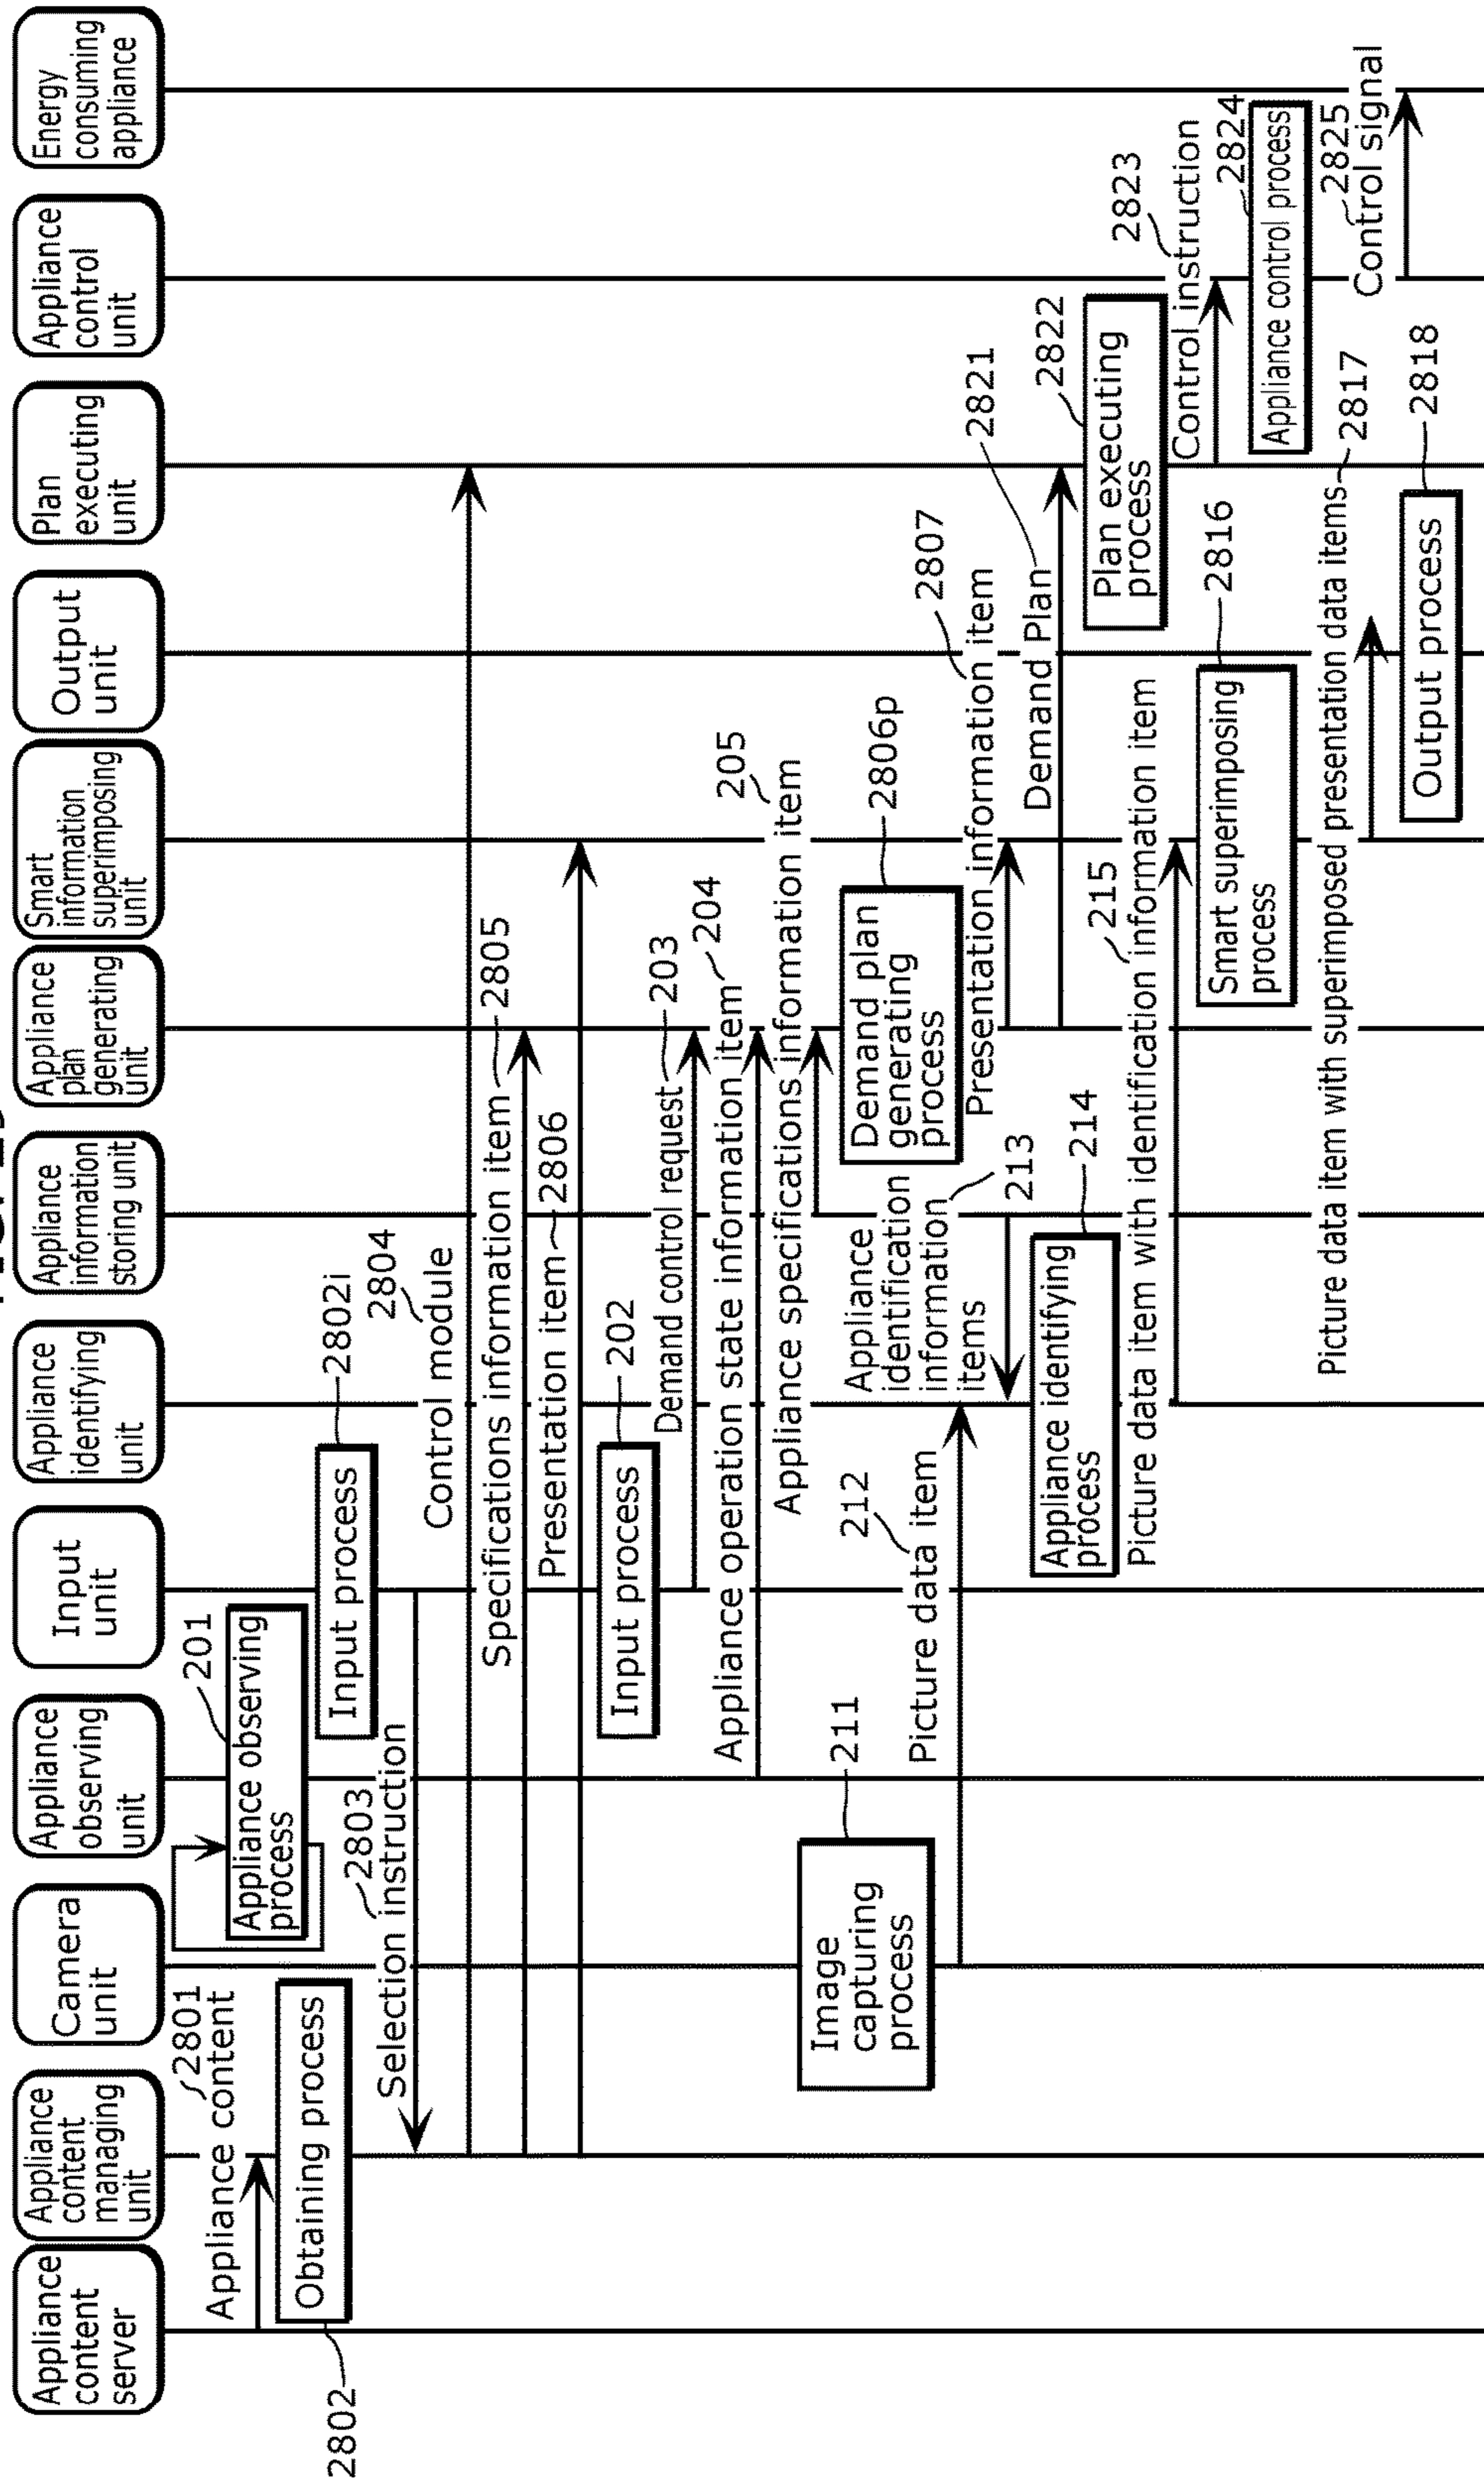 Appliance
content
server
Appliance
content
managing
unit
Camera
unit
Appliance
observing
unit
Input
unit
Appliance
identifying
unit
Appliance
information
storing unit
Appliance
plan
generating
unit
Smart
information
superimposing
unit
Output
unit
Plan
executing
unit
Appliance
control
unit
Energy
consuming
appliance
2801
Appliance content
201
Appliance observing
process
2802
Obtaining process
2802i
Input process
2803
Selection instruction
2804
Control module
Specifications information item
2805
Presentation item
2806
202
Input process
Demand control request
203
Appliance operation state information item
204
205
Appliance specifications information item
211
Image
capturing
process
2806p
Demand plan
generating
process
212
Picture data item
Appliance
identification
information
items
213
2807
Presentation information item
2821
Demand Plan
214
Appliance identifying
process
2822
Plan executing
process
215
Picture data item with identification information item
2823
Control instruction
2816
Smart superimposing
process
2824
Appliance control process
Picture data item with superimposed presentation data items
2817
2825
Control signal
2818
Output process